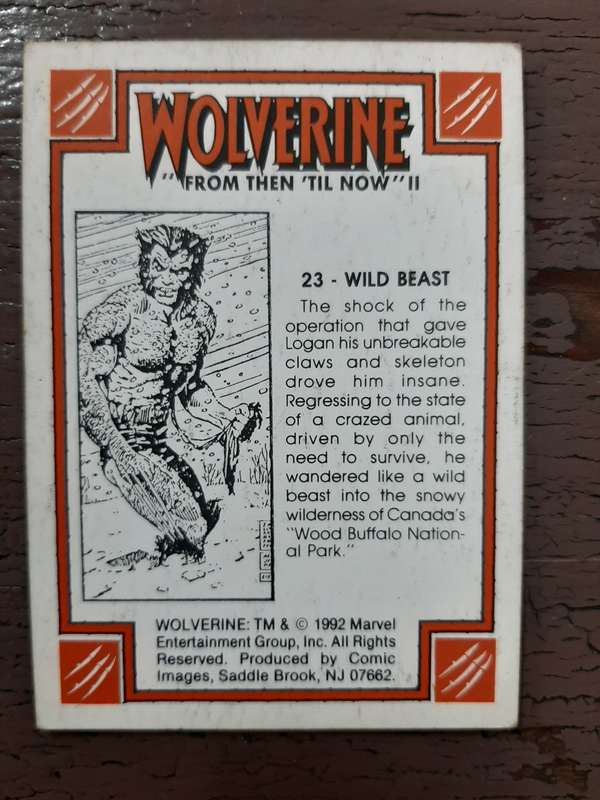 WOLVERINE
"FROM THEN 'TIL NOW" II
23 - WILD BEAST
The shock of the
operation that gave
Logan his unbreakable
claws and skeleton
drove him insane.
Regressing to the state
of a crazed animal,
driven by only the
need to survive, he
wandered like a wild
beast into the snowy
wilderness of Canada's
"Wood Buffalo Nation-
al Park."
WOLVERINE: TM & © 1992 Marvel
Entertainment Group, Inc. All Rights
Reserved. Produced by Comic
Images, Saddle Brook, NJ 07662.